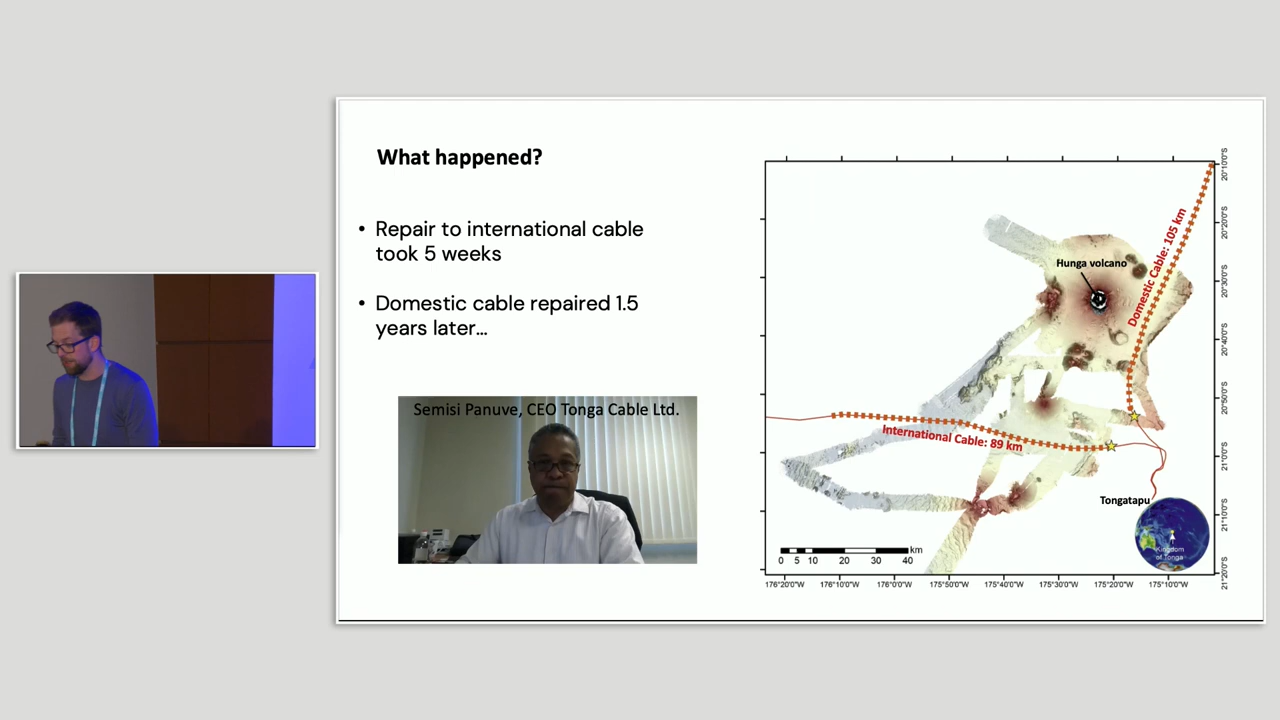 What happened?
• Repair to international cable
took 5 weeks
• Domestic cable repaired 1.5
years later...
Semisi Panuve, CEO Tonga Cable Ltd.
Hunga volcano
Domestic Cable: 105 km
International Cable: 89 km
Tongatapu
Kingdom
of Tonga
km
0 5 10 20 30 40
176°20'0"W 176°10'0"W 176°0'0"W 175°50'0"W 175°40'0"W 175°30'0"W 175°20'0"W 175°10'0"W
20°10'0"S
20°20'0"S
20°30'0"S
20°40'0"S
20°50'0"S
21°0'0"S
21°10'0"S
21°20'0"S